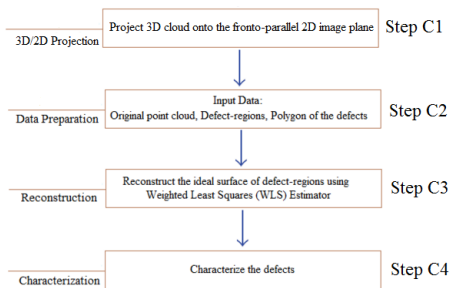 Project 3D cloud onto the fronto-parallel 2D image plane
Step C1
3D/2D Projection
Input Data:
Original point cloud, Defect-regions, Polygon of the defects
Step C2
Data Preparation
Reconstruct the ideal surface of defect-regions using
Weighted Least Squares (WLS) Estimator
Step C3
Reconstruction
Characterize the defects
Step C4
Characterization